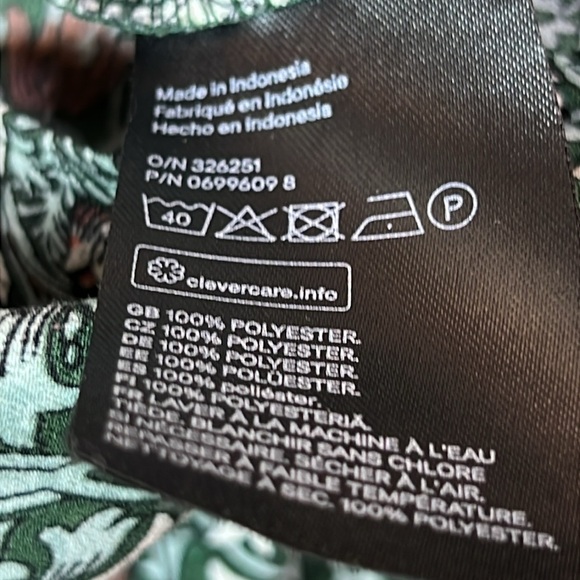 Made in Indonesia
Fabriqué en Indonésie
Hecho en Indonesia
O/N 326251
P/N 0699609 8
40
P
clevercare.info
GB 100% POLYESTER.
CZ 100% POLYESTER.
DE 100% POLYESTER.
EE 100% POLÜESTER.
ES 100% poliéster.
FI 100% POLYESTERIÄ.
FR LAVER À LA MACHINE À L'EAU
TIÈDE. BLANCHIR SANS CHLORE
SI NÉCESSAIRE. SÉCHER À L'AIR.
REPASSER À FAIBLE TEMPÉRATURE.
NETTOYAGE À SEC. 100% POLYESTER.